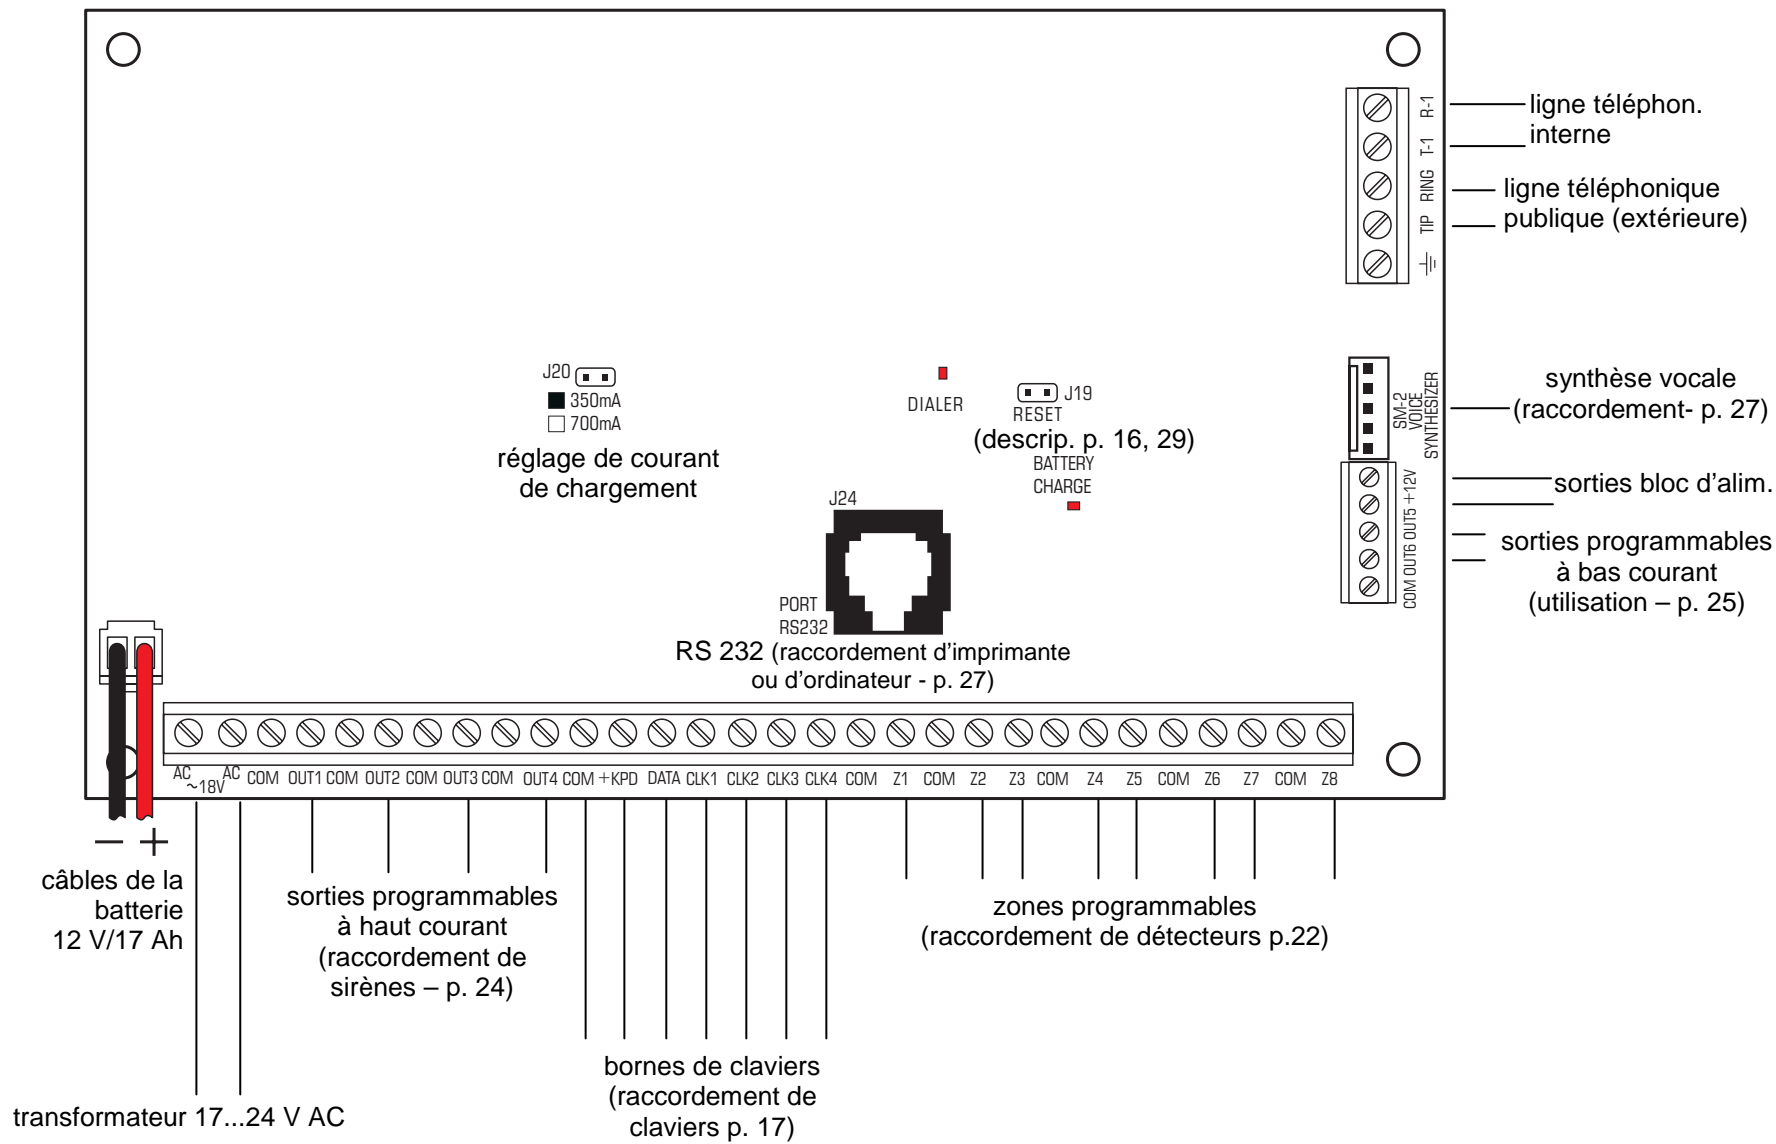 R-1
T-1
RING
TIP
ligne téléphon.
interne
ligne téléphonique
publique (extérieure)
J20
350mA
700mA
réglage de courant
de chargement
DIALER
J19
RESET
(descrip. p. 16, 29)
BATTERY
CHARGE
SM-2
VOICE
SYNTHESIZER
synthèse vocale
(raccordement- p. 27)
COM OUT6 OUT5 +12V
sorties bloc d’alim.
sorties programmables
à bas courant
(utilisation – p. 25)
J24
PORT
RS232
RS 232 (raccordement d’imprimante
ou d’ordinateur - p. 27)
AC AC COM OUT1 COM OUT2 COM OUT3 COM OUT4 COM +KPD DATA CLK1 CLK2 CLK3 CLK4 COM Z1 COM Z2 Z3 COM Z4 Z5 COM Z6 Z7 COM Z8
~18V
– +
câbles de la
batterie
12 V/17 Ah
sorties programmables
à haut courant
(raccordement de
sirènes – p. 24)
zones programmables
(raccordement de détecteurs p.22)
bornes de claviers
(raccordement de
claviers p. 17)
transformateur 17...24 V AC